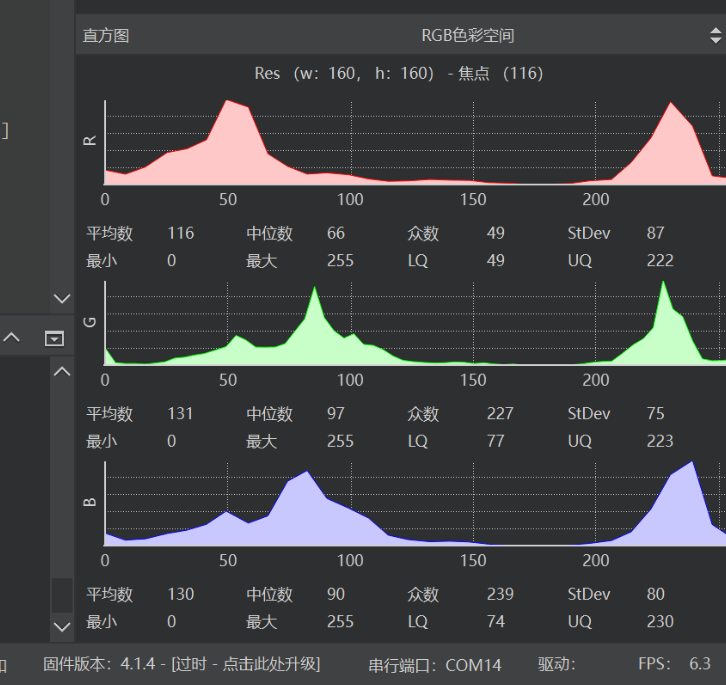 直方图 RGB色彩空间
Res （w：160，h：160） - 焦点 （116）
]
R
0 50 100 150 200
平均数 116 中位数 66 众数 49 StDev 87
最小 0 最大 255 LQ 49 UQ 222
G
0 50 100 150 200
平均数 131 中位数 97 众数 227 StDev 75
最小 0 最大 255 LQ 77 UQ 223
B
0 50 100 150 200
平均数 130 中位数 90 众数 239 StDev 80
最小 0 最大 255 LQ 74 UQ 230
固件版本：4.1.4 - [过时 - 点击此处升级] 串行端口：COM14 驱动： FPS： 6.3